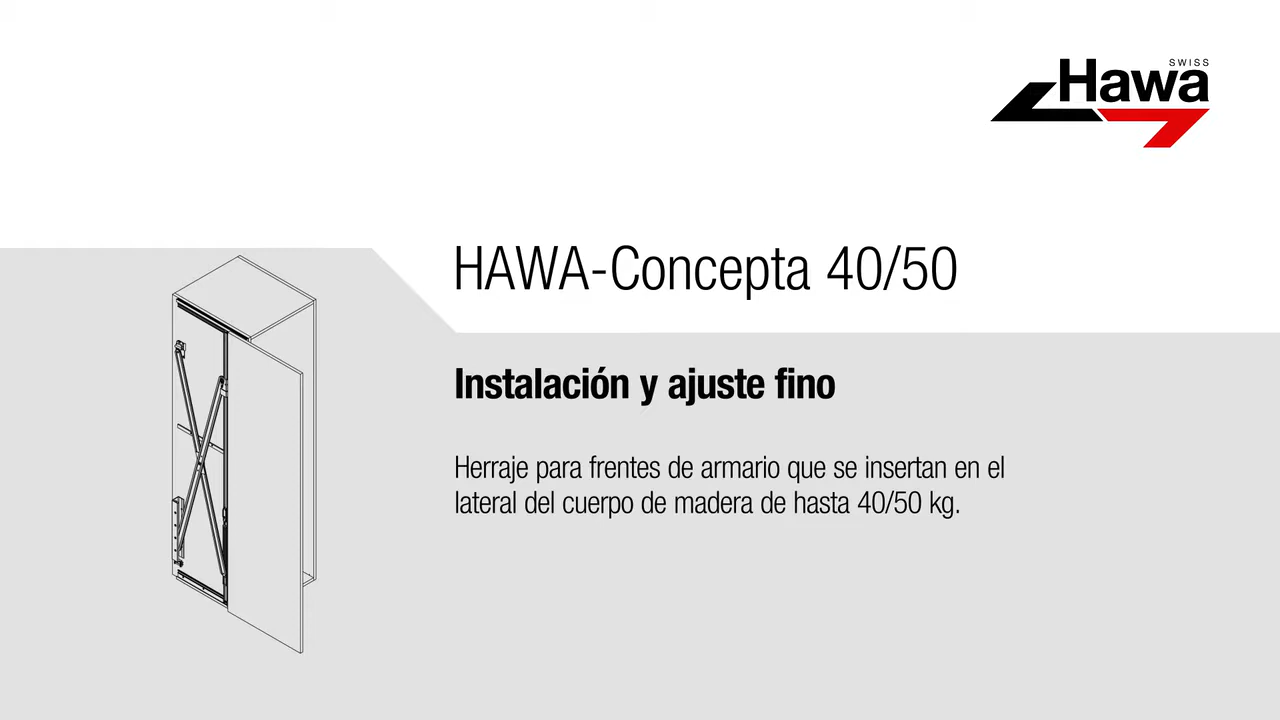 SWISS
Hawa
HAWA-Concepta 40/50
Instalación y ajuste fino
Herraje para frentes de armario que se insertan en el
lateral del cuerpo de madera de hasta 40/50 kg.